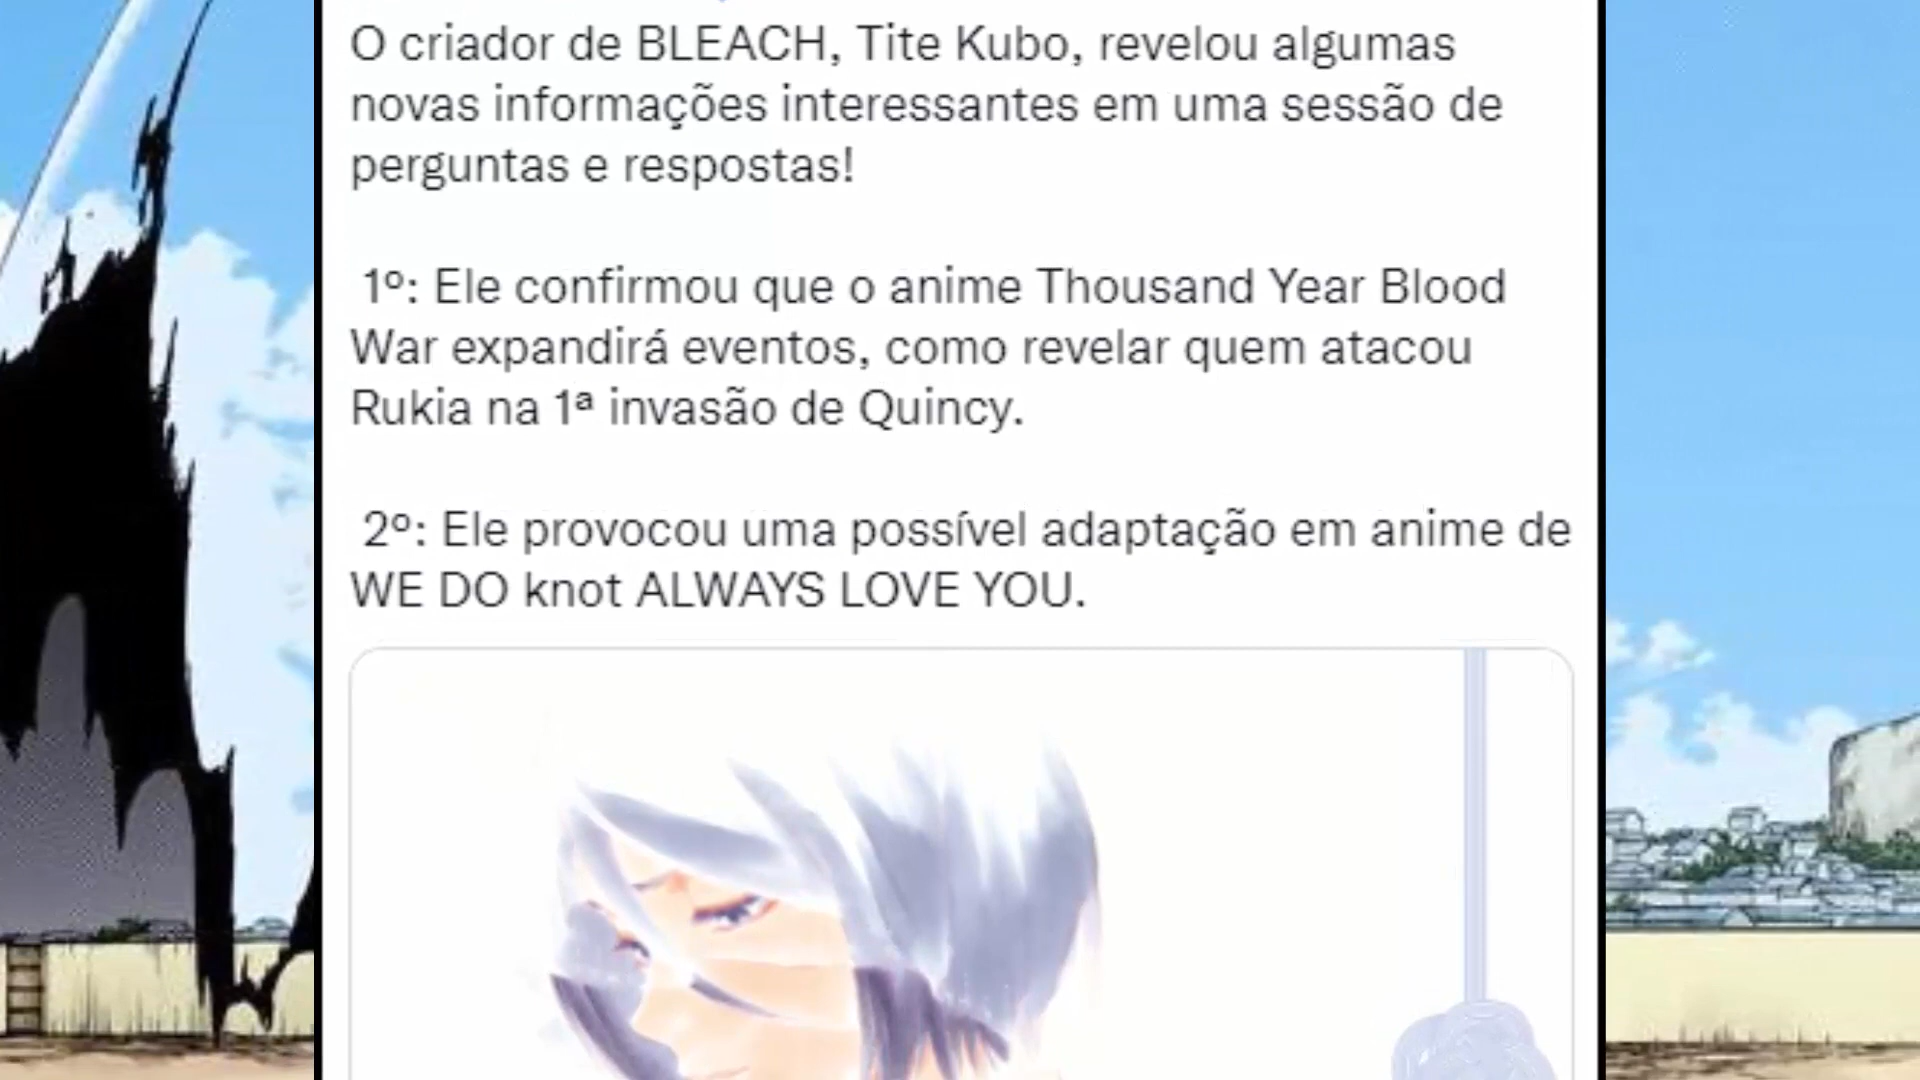 O criador de BLEACH, Tite Kubo, revelou algumas
novas informações interessantes em uma sessão de
perguntas e respostas!
1º: Ele confirmou que o anime Thousand Year Blood
War expandirá eventos, como revelar quem atacou
Rukia na 1ª invasão de Quincy.
2º: Ele provocou uma possível adaptação em anime de
WE DO knot ALWAYS LOVE YOU.